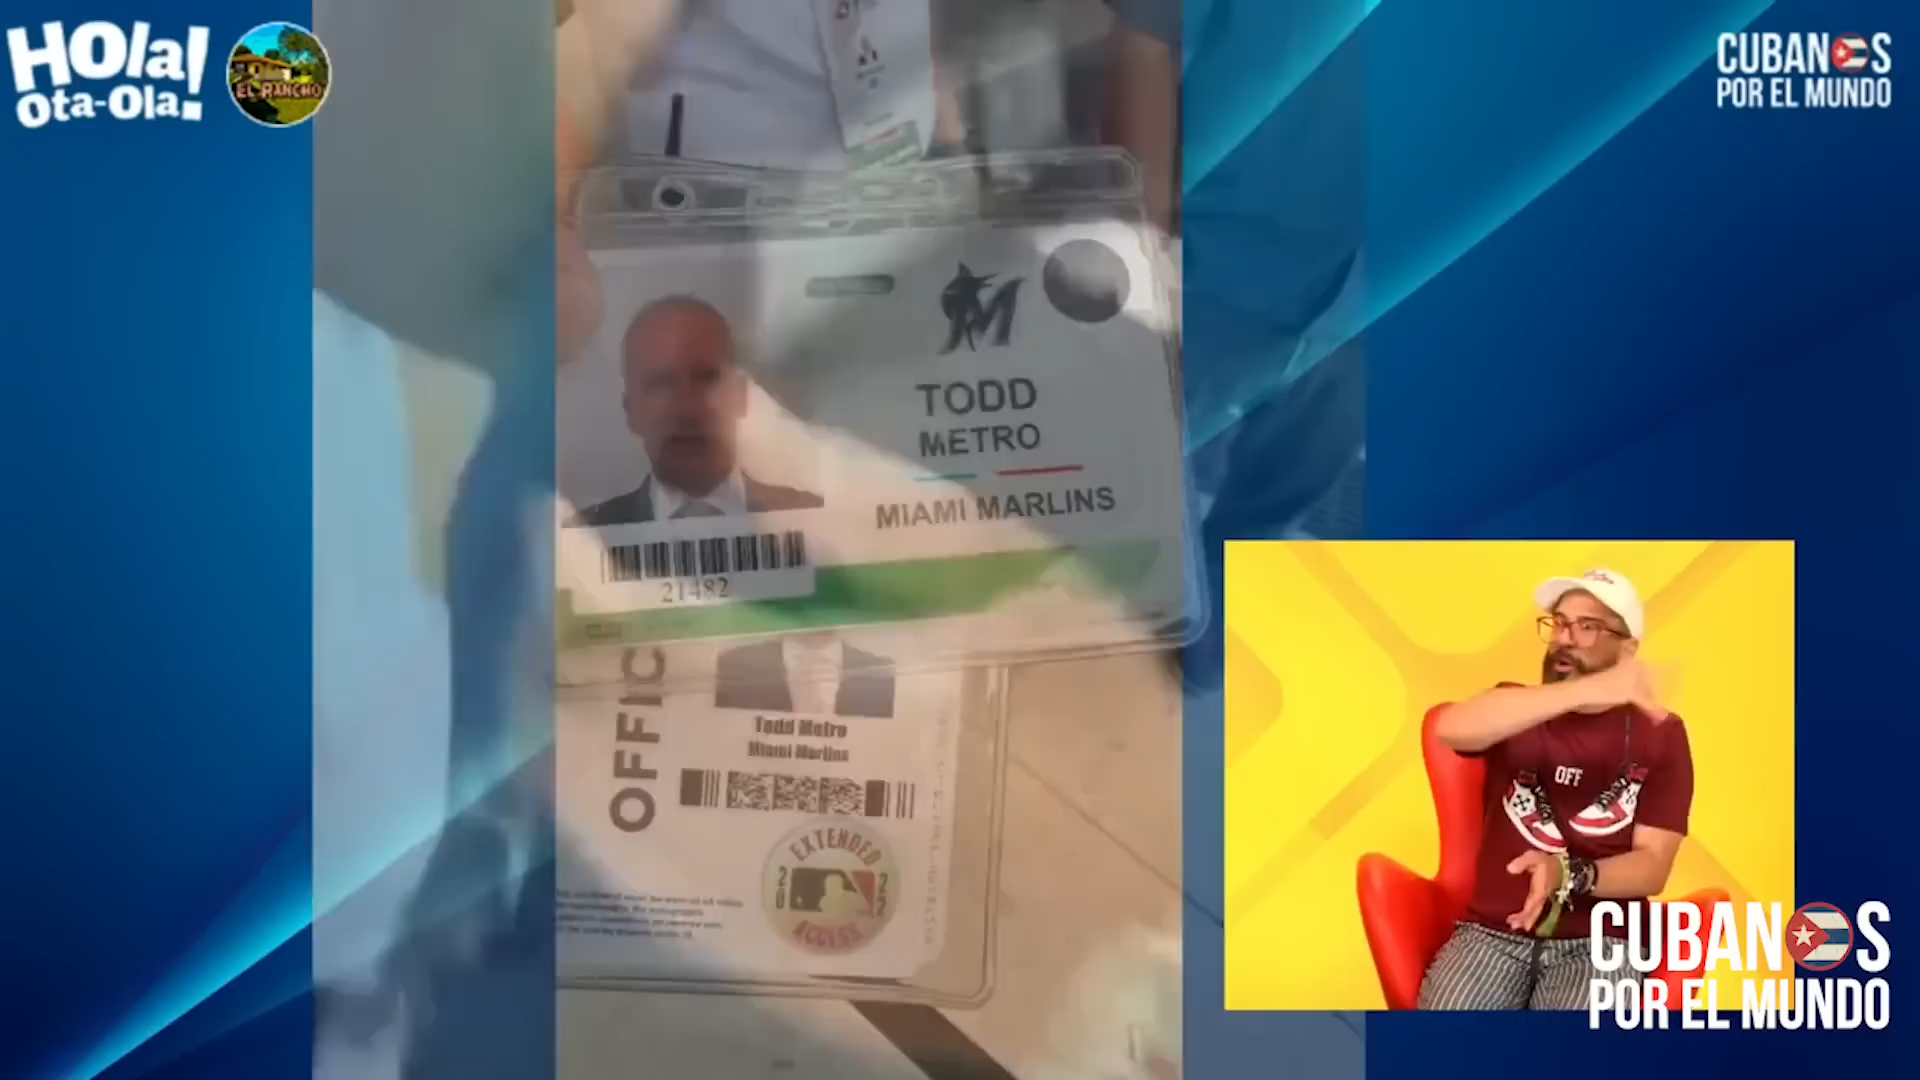 HOla!
Ota-Ola!
EL RANCHO
CUBANOS
POR EL MUNDO
TODD
METRO
MIAMI MARLINS
21482
OFFIC
Todd Metro
Miami Marlins
EXTENDED
2022
ACCESS
OFF
CUBANOS
POR EL MUNDO